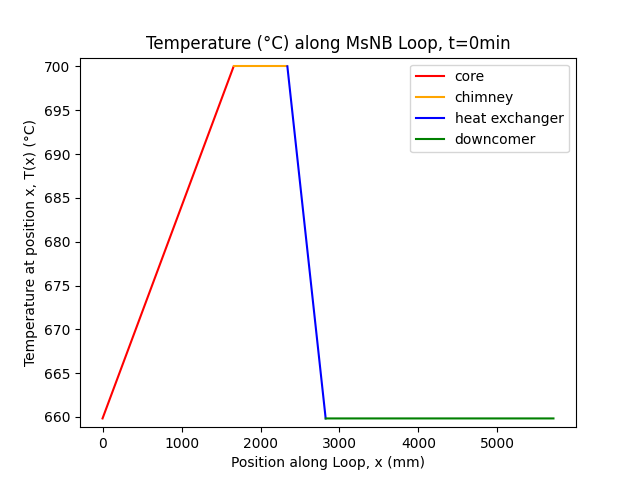 Temperature (°C) along MsNB Loop, t=0min
Temperature at position x, T(x) (°C)
700
695
690
685
680
675
670
665
660
core
chimney
heat exchanger
downcomer
0
1000
2000
3000
4000
5000
Position along Loop, x (mm)